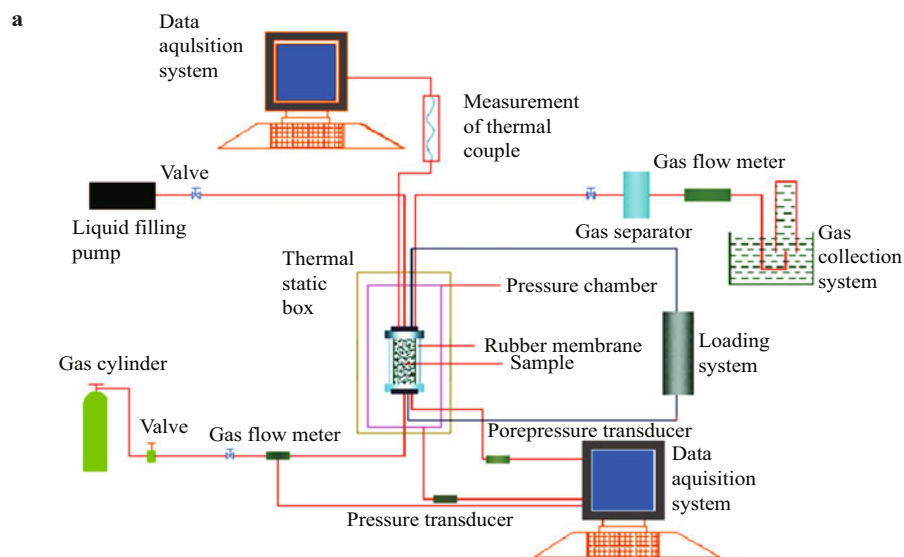 a
Data
aqulsition
system
Measurement
of thermal
couple
Valve
Gas flow meter
Liquid filling
pump
Gas separator
Gas
collection
system
Thermal
static
box
Pressure chamber
Rubber membrane
Sample
Loading
system
Gas cylinder
Valve
Gas flow meter
Porepressure transducer
Data
aquisition
system
Pressure transducer